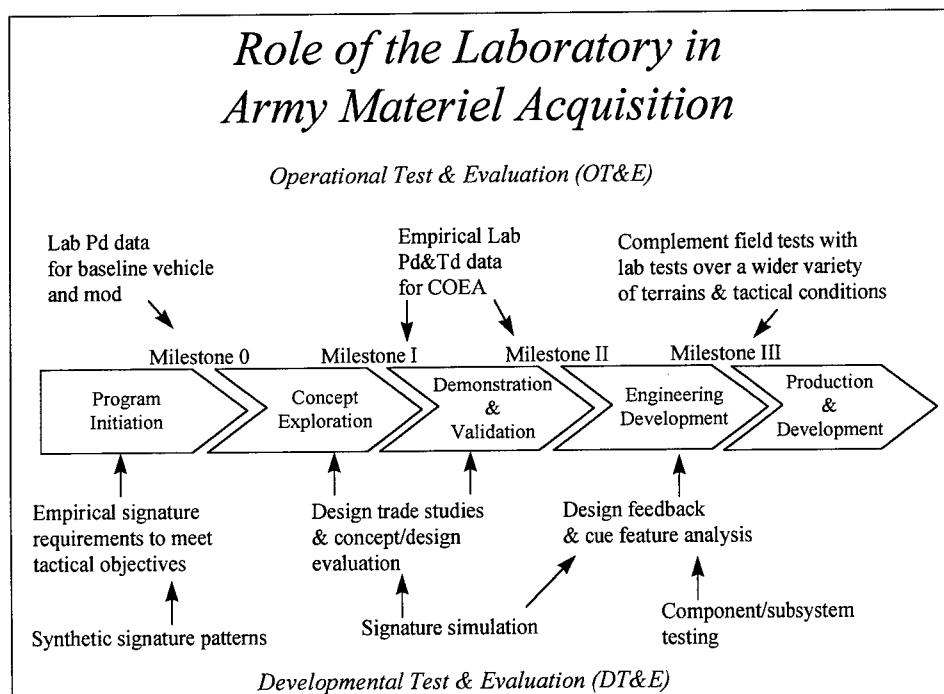 Role of the Laboratory in
Army Materiel Acquisition
Operational Test & Evaluation (OT&E)
Lab Pd data
for baseline vehicle
and mod
Empirical Lab
Pd&Td data
for COEA
Complement field tests with
lab tests over a wider variety
of terrains & tactical conditions
Milestone 0
Milestone I
Milestone II
Milestone III
Program
Initiation
Concept
Exploration
Demonstration
&
Validation
Engineering
Development
Production
&
Development
Empirical signature
requirements to meet
tactical objectives
Design trade studies
& concept/design
evaluation
Design feedback
& cue feature analysis
Synthetic signature patterns
Signature simulation
Component/subsystem
testing
Developmental Test & Evaluation (DT&E)